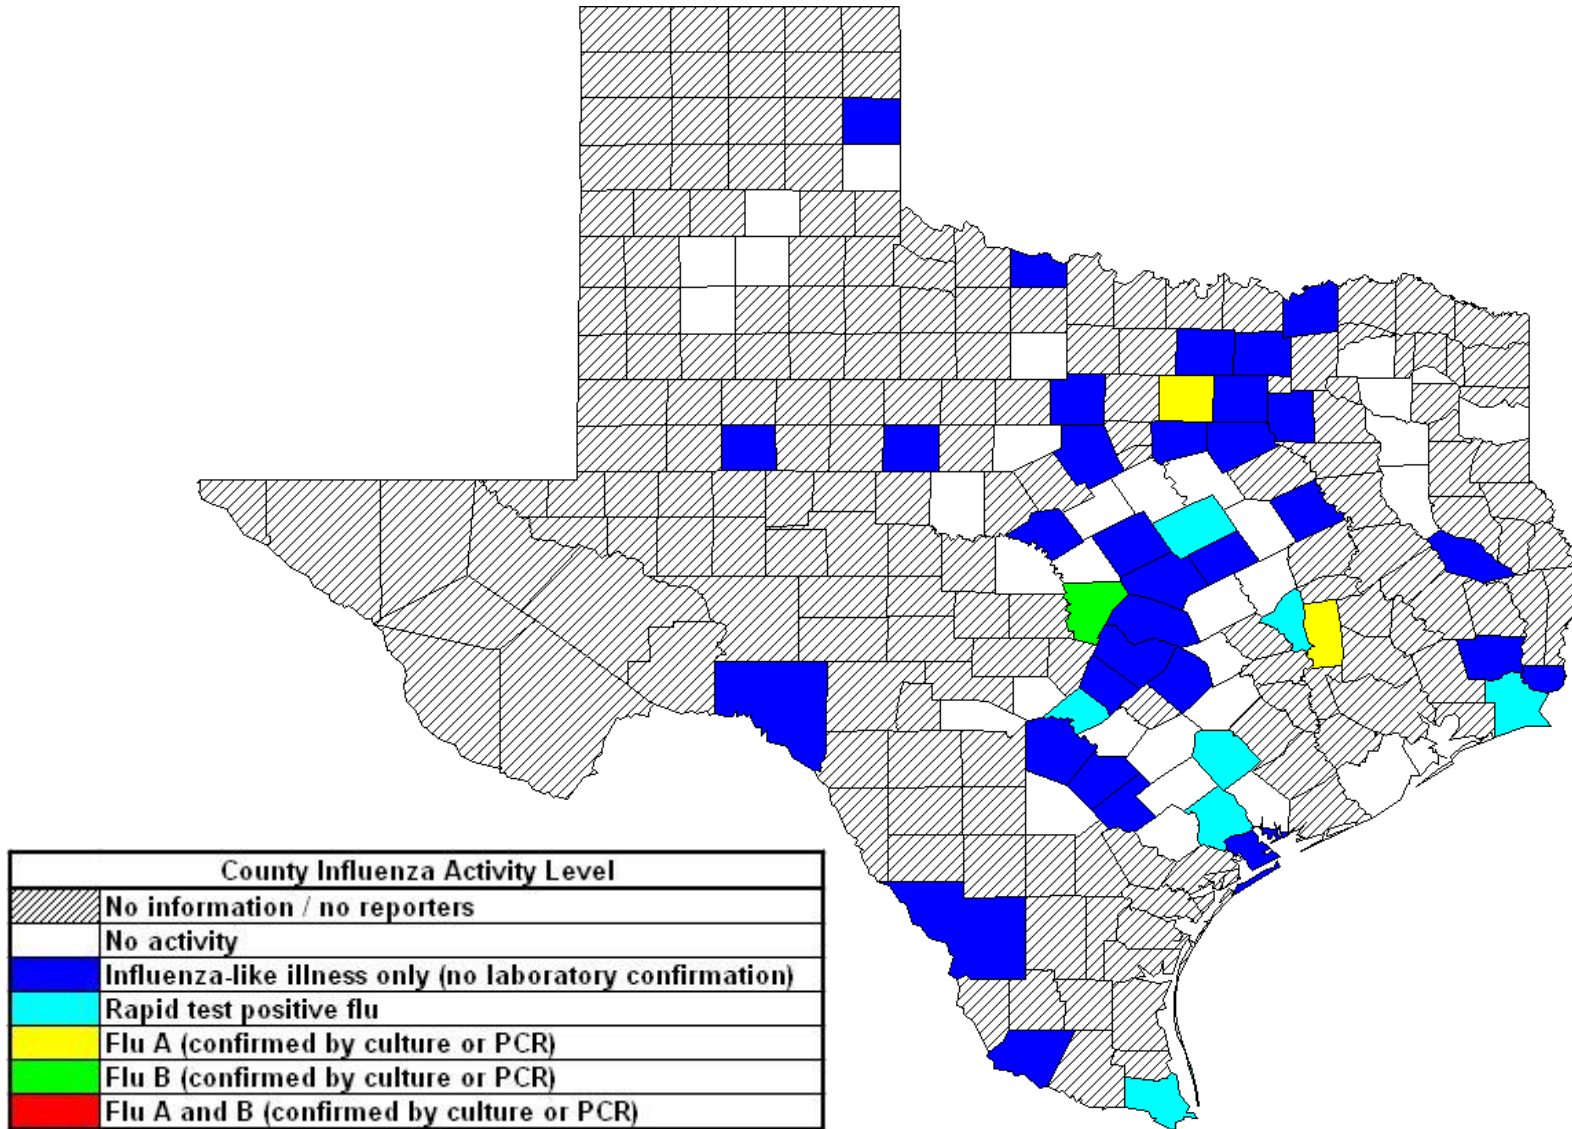 County Influenza Activity Level
No information / no reporters
No activity
Influenza-like illness only (no laboratory confirmation)
Rapid test positive flu
Flu A (confirmed by culture or PCR)
Flu B (confirmed by culture or PCR)
Flu A and B (confirmed by culture or PCR)